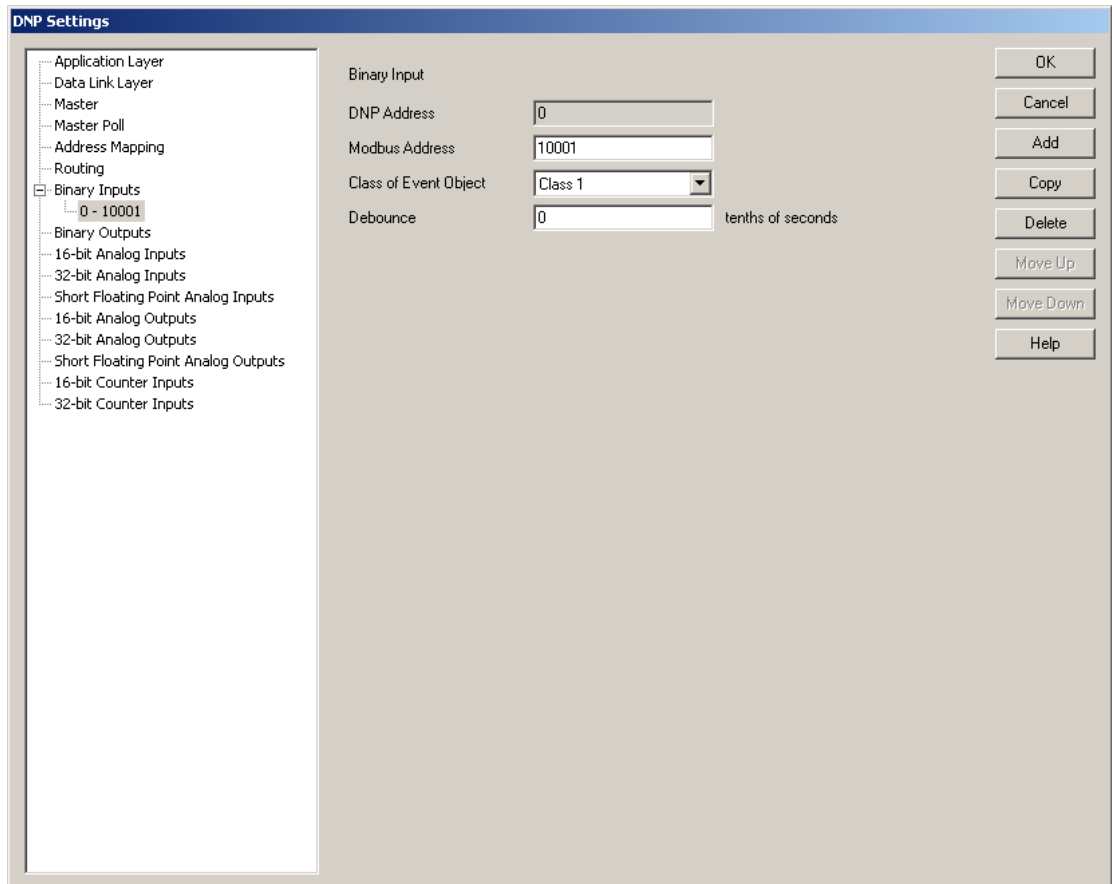 DNP Settings
Application Layer
Data Link Layer
Master
Master Poll
Address Mapping
Routing
Binary Inputs
0 - 10001
Binary Outputs
16-bit Analog Inputs
32-bit Analog Inputs
Short Floating Point Analog Inputs
16-bit Analog Outputs
32-bit Analog Outputs
Short Floating Point Analog Outputs
16-bit Counter Inputs
32-bit Counter Inputs
Binary Input
DNP Address 0
Modbus Address 10001
Class of Event Object Class 1
Debounce 0 tenths of seconds
OK
Cancel
Add
Copy
Delete
Move Up
Move Down
Help